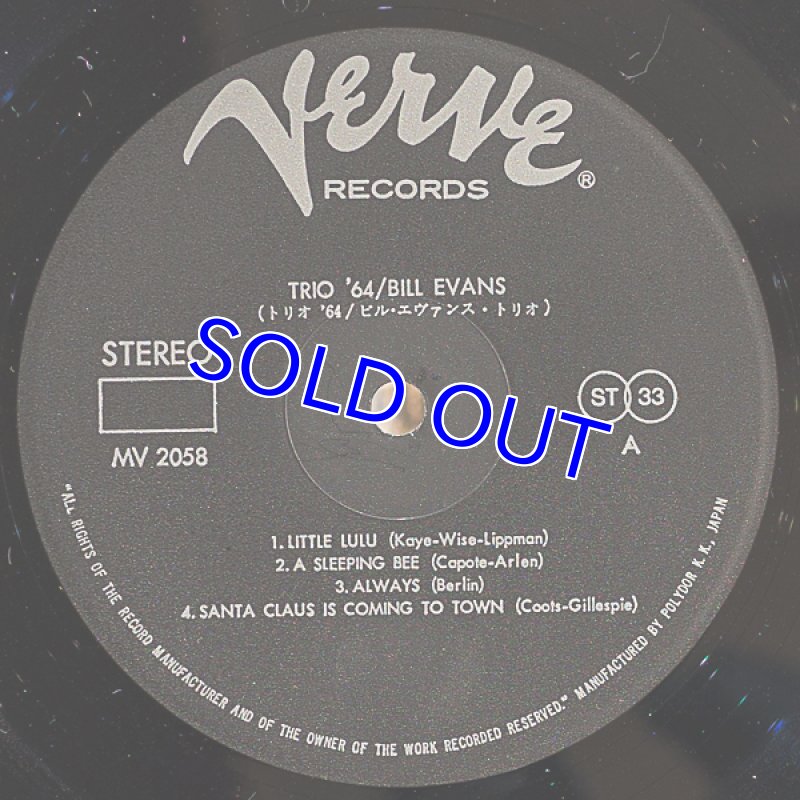 Verve
RECORDS ®
TRIO '64/BILL EVANS
(トリオ '64/ビル・エヴァンス・トリオ)
STEREO
MV 2058
ST 33
A
SOLD OUT
1. LITTLE LULU (Kaye-Wise-Lippman)
2. A SLEEPING BEE (Capote-Arlen)
3. ALWAYS (Berlin)
4. SANTA CLAUS IS COMING TO TOWN (Coots-Gillespie)
"ALL RIGHTS OF THE RECORD MANUFACTURER AND OF THE OWNER OF THE WORK RECORDED RESERVED." MANUFACTURED BY POLYDOR K. K., JAPAN